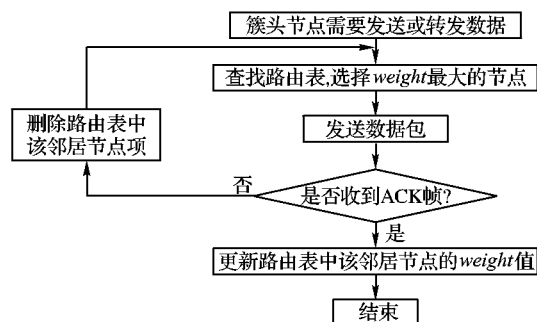 簇头节点需要发送或转发数据
查找路由表,选择weight最大的节点
发送数据包
删除路由表中
该邻居节点项
否
是否收到ACK帧?
是
更新路由表中该邻居节点的weight值
结束